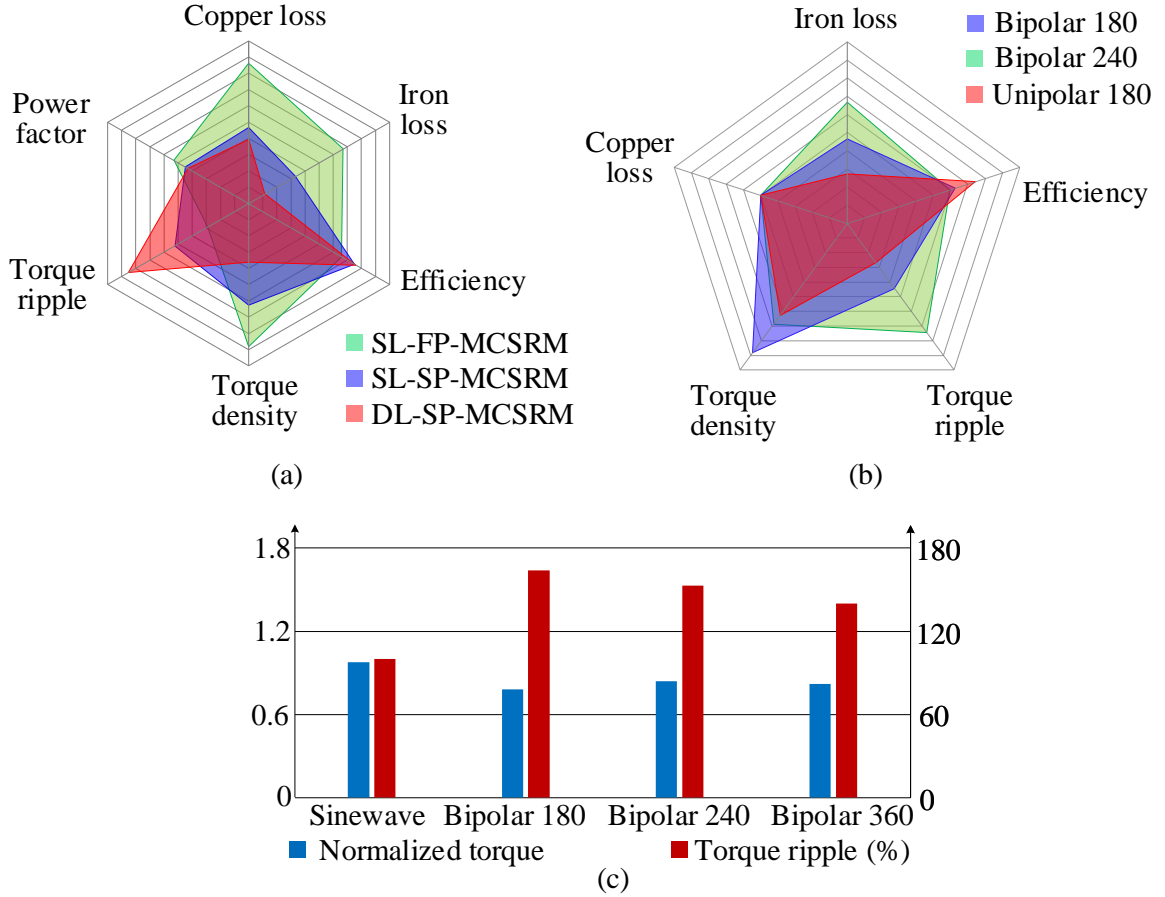 Copper loss
Iron
loss
Power
factor
Torque
ripple
Efficiency
Torque
density
SL-FP-MCSRM
SL-SP-MCSRM
DL-SP-MCSRM
(a)
Iron loss
Bipolar 180
Bipolar 240
Unipolar 180
Copper
loss
Efficiency
Torque
density
Torque
ripple
(b)
1.8
180
1.2
120
0.6
60
0
0
Sinewave Bipolar 180 Bipolar 240 Bipolar 360
Normalized torque Torque ripple (%)
(c)